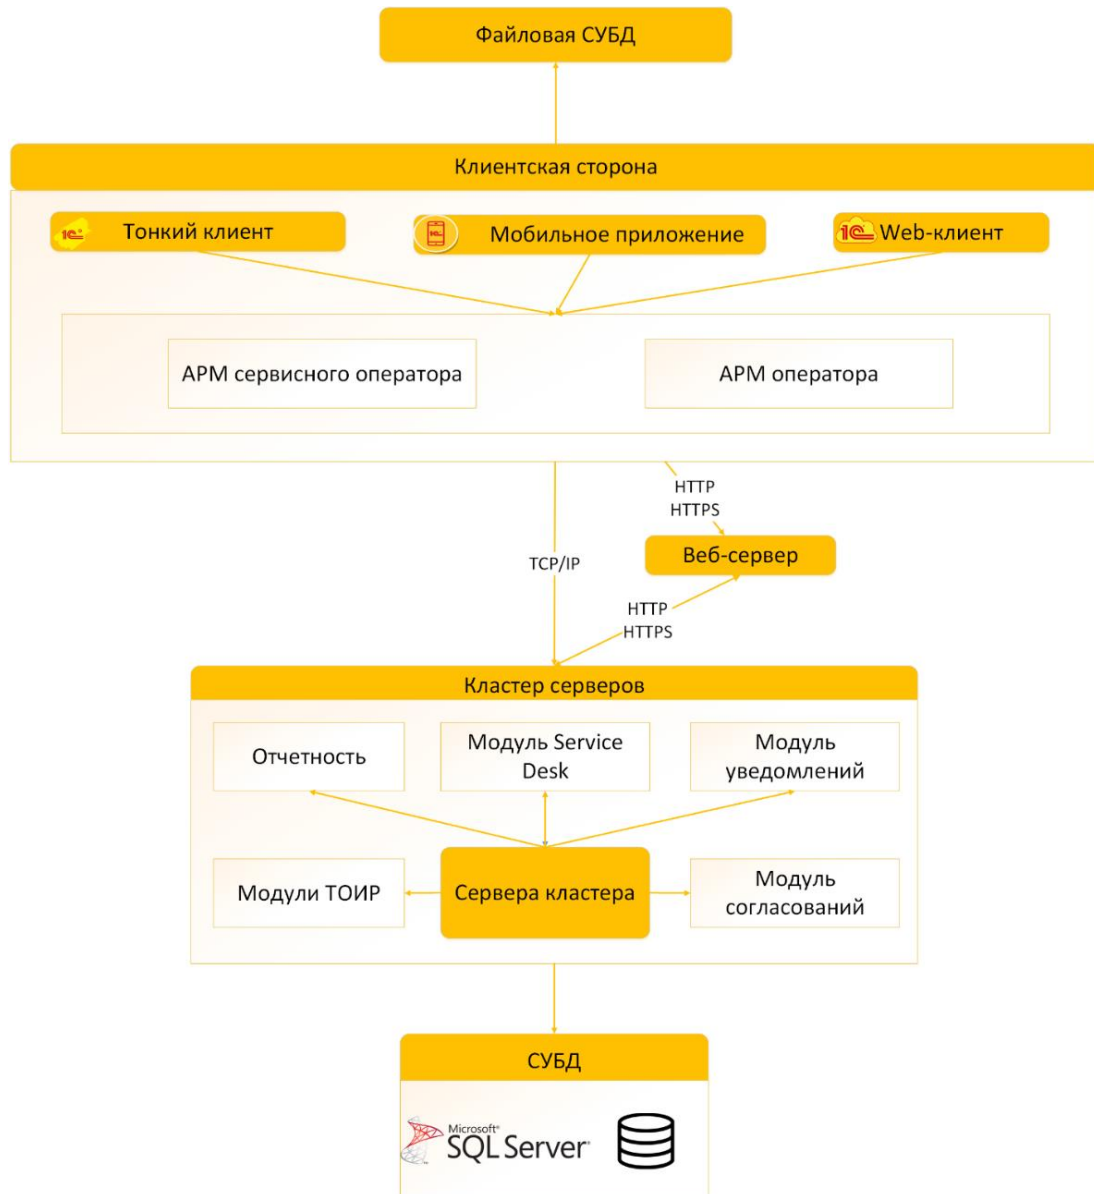 Файловая СУБД
Клиентская сторона
1С Тонкий клиент
Мобильное приложение
1С Web-клиент
АРМ сервисного оператора
АРМ оператора
HTTP
HTTPS
TCP/IP
Веб-сервер
HTTP
HTTPS
Кластер серверов
Отчетность
Модуль Service
Desk
Модуль
уведомлений
Модули ТОИР
Сервера кластера
Модуль
согласований
СУБД
Microsoft®
SQL Server®